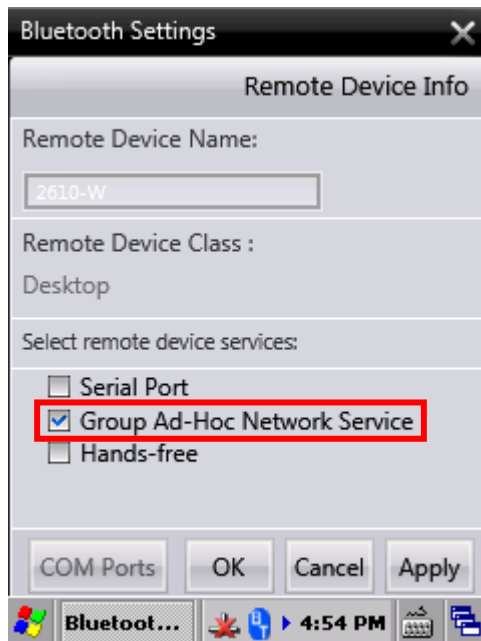 Bluetooth Settings
Remote Device Info
Remote Device Name:
2610-W
Remote Device Class :
Desktop
Select remote device services:
Serial Port
Group Ad-Hoc Network Service
Hands-free
COM Ports OK Cancel Apply
Bluetoot... 4:54 PM